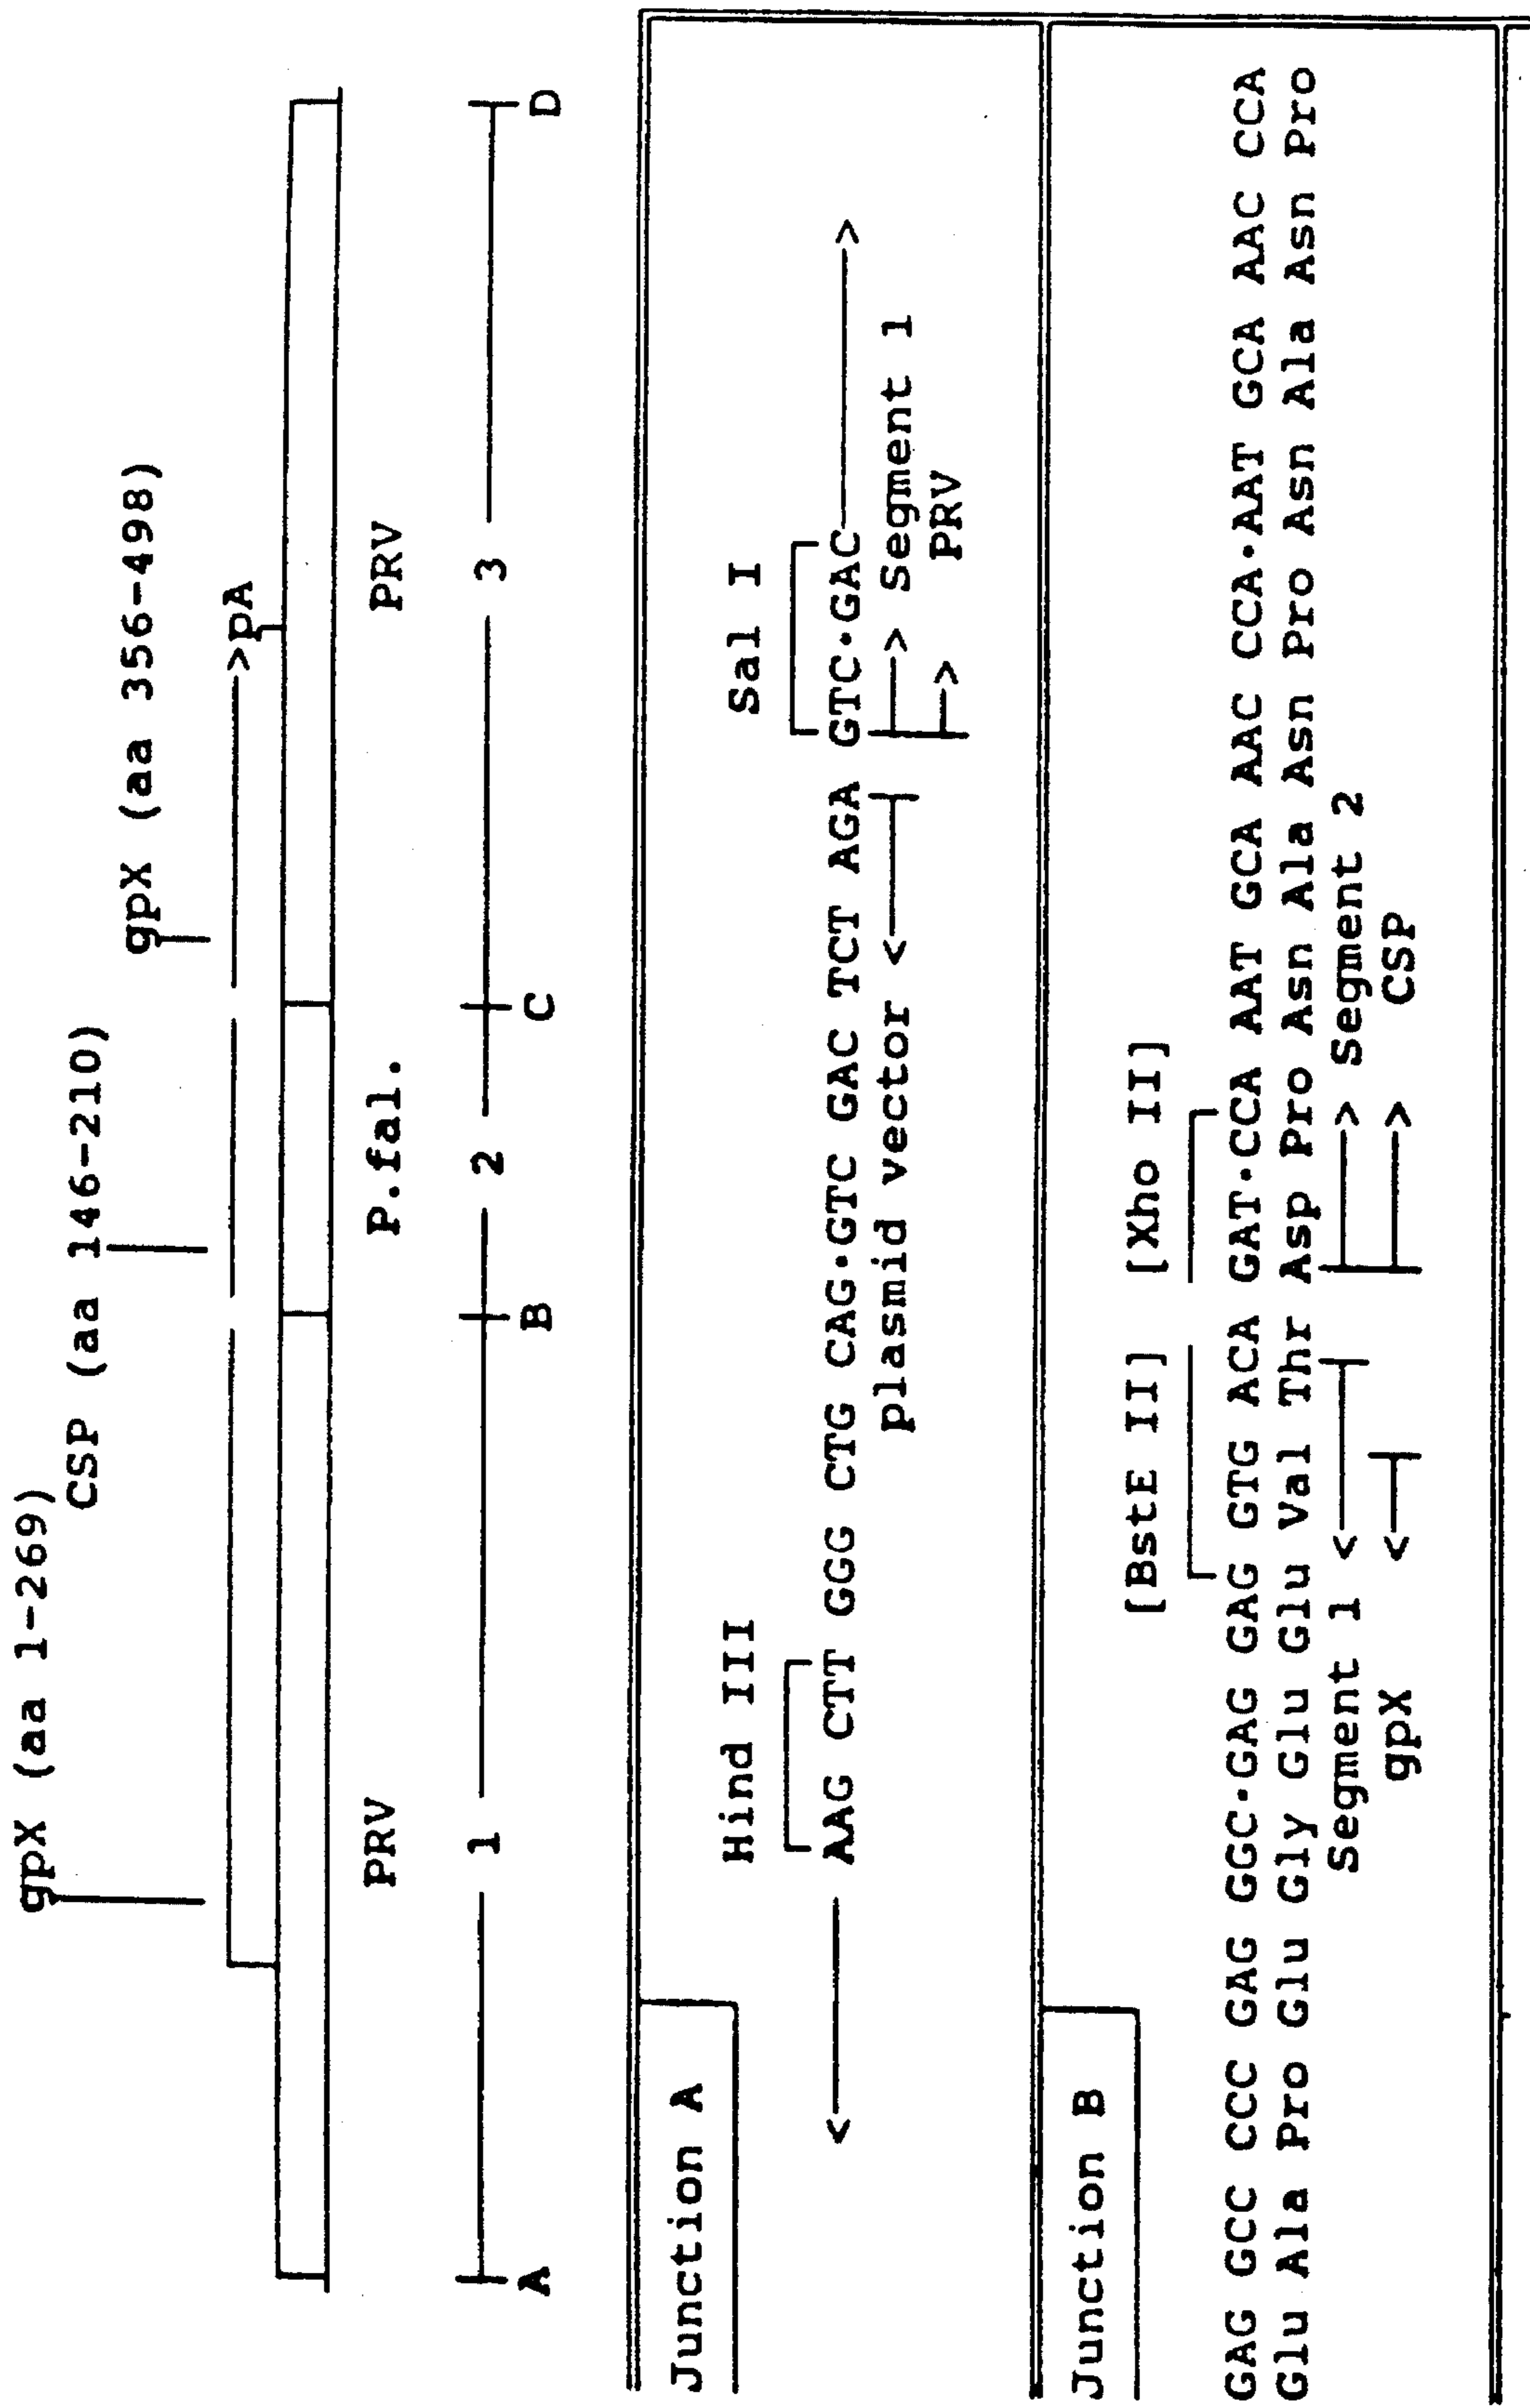 gpX (aa 1-269)
CSP (aa 146-210)
gpX (aa 356-498)
>pA
PRV
P.fal.
PRV
1
2
3
A
B
C
D
Junction A
Hind III
Sal I
AAG CTT GGG CTG CAG·GTC GAC TCT AGA GTC·GAC
plasmid vector
Segment 1
PRV
Junction B
[BstE II] [Xho II]
GAG GCC CCC GAG GGC·GAG GAG GTG ACA GAT·CCA AAT GCA AAC CCA·AAT GCA AAC CCA
Glu Ala Pro Glu Gly Glu Glu Val Thr Asp Pro Asn Ala Asn Pro Asn Ala Asn Pro
Segment 1
Segment 2
gpX
CSP